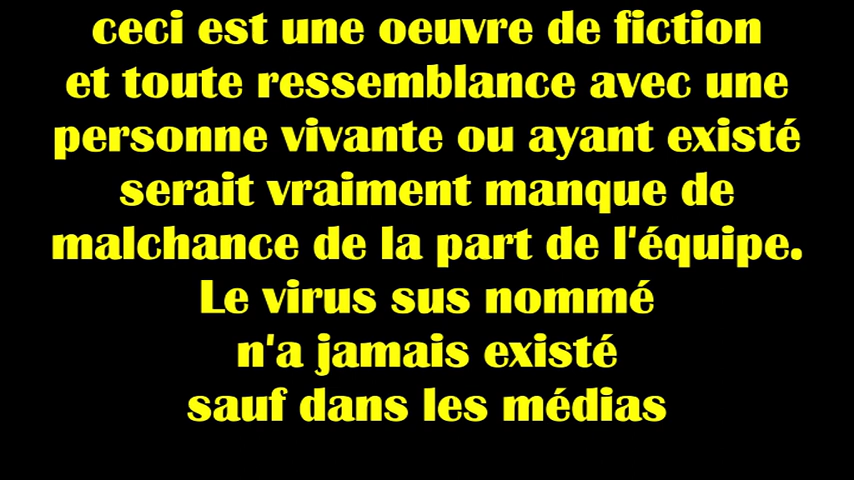 ceci est une oeuvre de fiction
et toute ressemblance avec une
personne vivante ou ayant existé
serait vraiment manque de
malchance de la part de l'équipe.
Le virus sus nommé
n'a jamais existé
sauf dans les médias